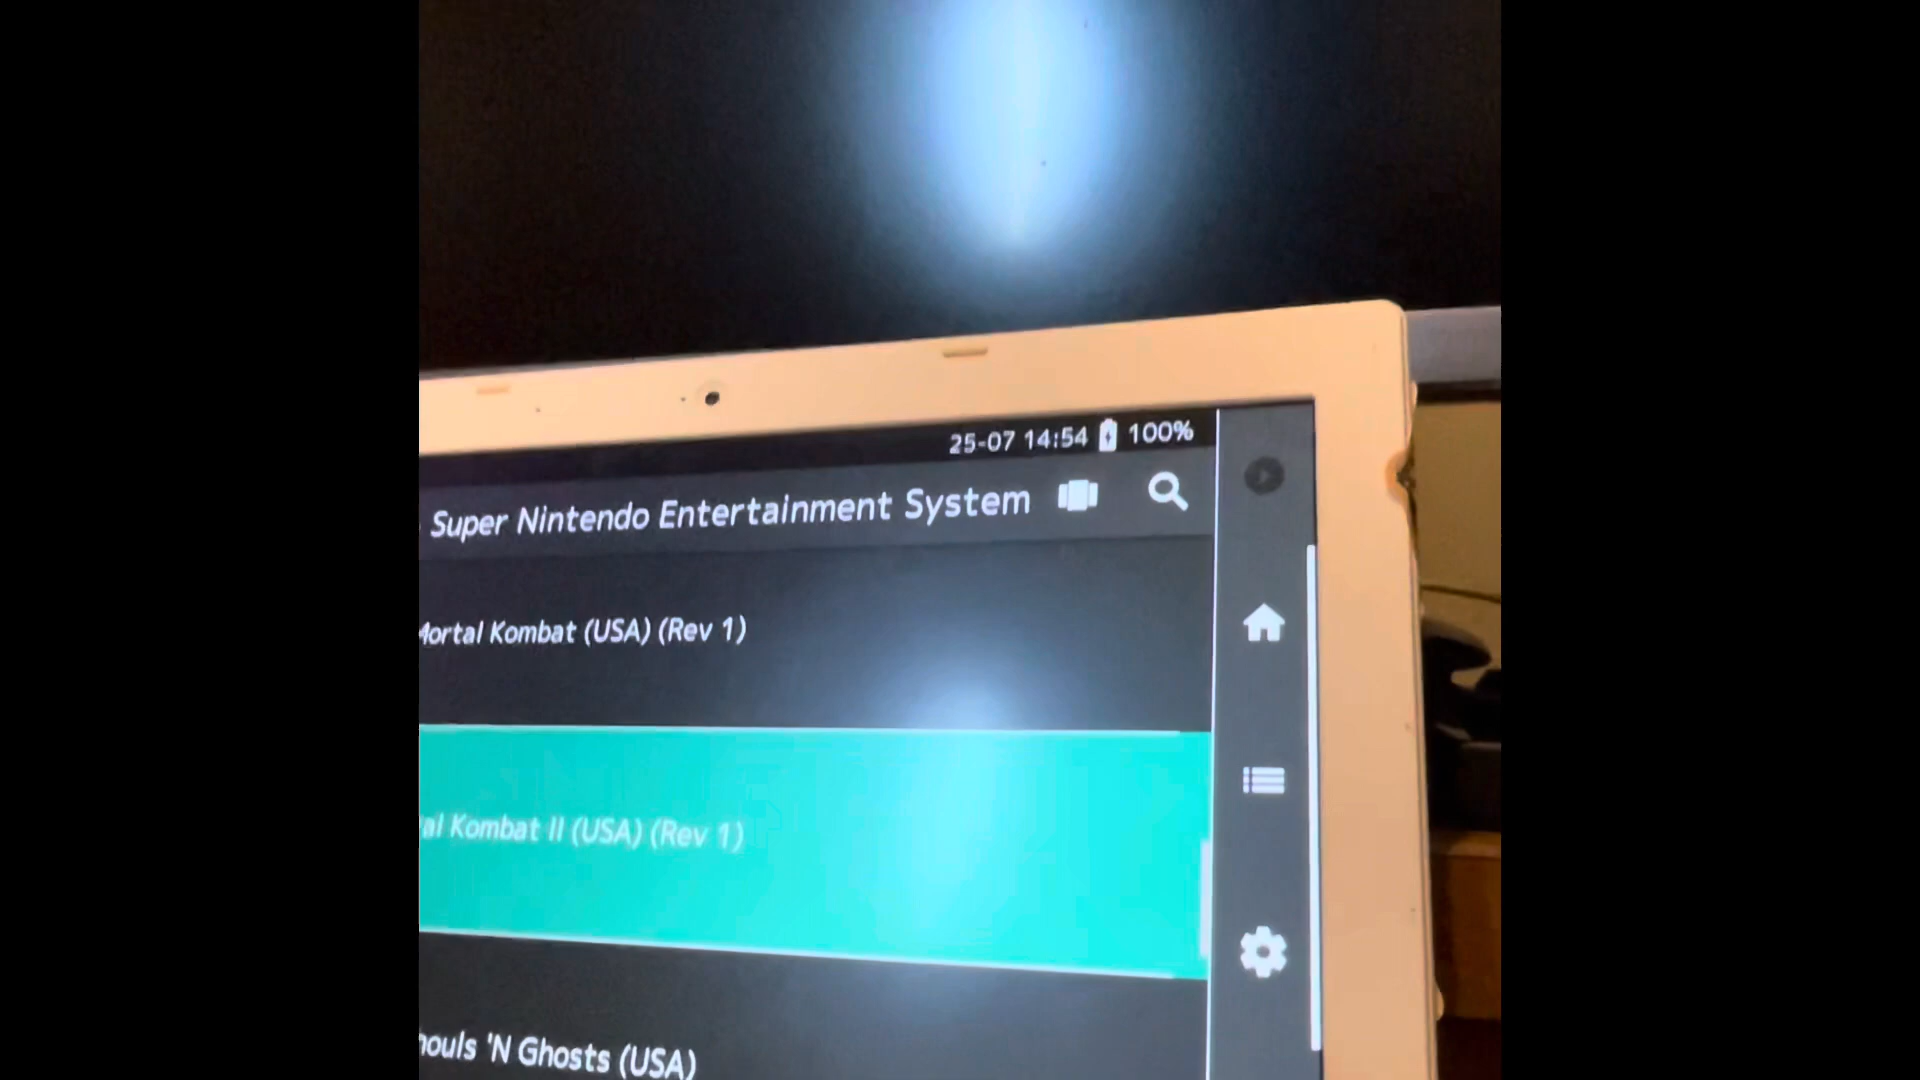 25-07 14:54 100%
Super Nintendo Entertainment System
Mortal Kombat (USA) (Rev 1)
al Kombat II (USA) (Rev 1)
houls 'N Ghosts (USA)